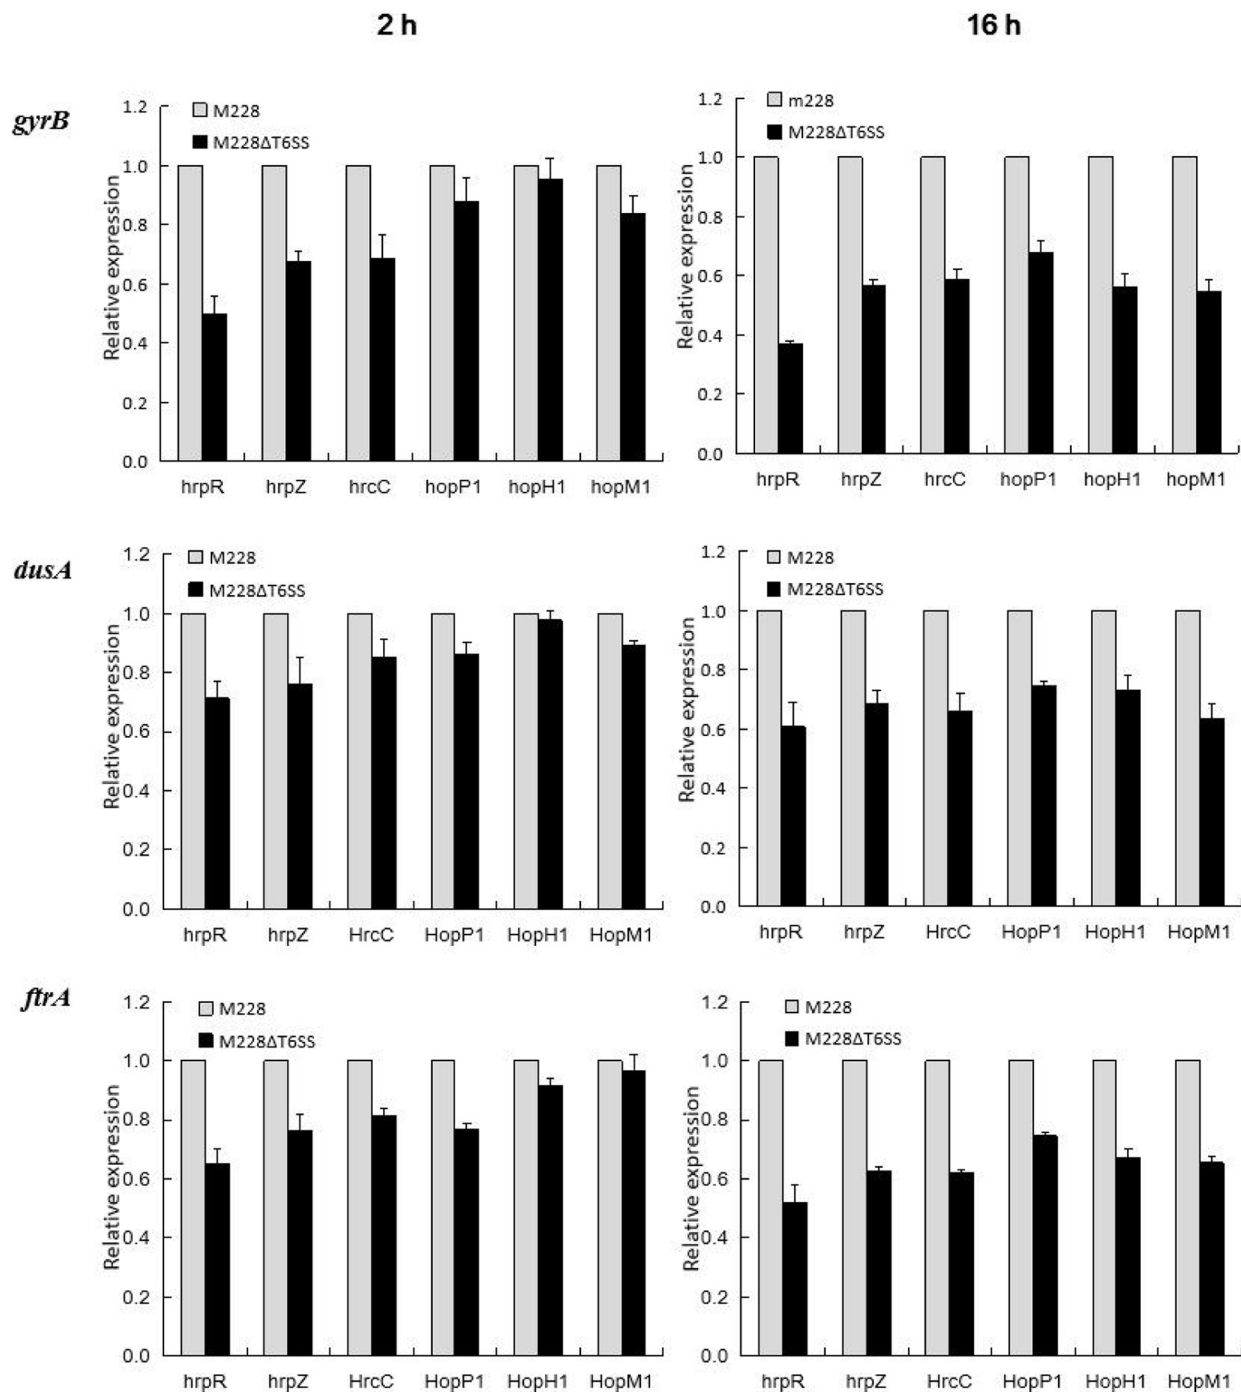 2 h
16 h
gyrB
Relative expression
1.2
1.0
0.8
0.6
0.4
0.2
0.0
M228
M228ΔT6SS
hrpR hrpZ hrcC hopP1 hopH1 hopM1
Relative expression
1.2
1.0
0.8
0.6
0.4
0.2
0.0
m228
M228ΔT6SS
hrpR hrpZ hrcC hopP1 hopH1 hopM1
dusA
Relative expression
1.2
1.0
0.8
0.6
0.4
0.2
0.0
M228
M228ΔT6SS
hrpR hrpZ HrcC HopP1 HopH1 HopM1
Relative expression
1.2
1.0
0.8
0.6
0.4
0.2
0.0
M228
M228ΔT6SS
hrpR hrpZ HrcC HopP1 HopH1 HopM1
ftrA
Relative expression
1.2
1.0
0.8
0.6
0.4
0.2
0.0
M228
M228ΔT6SS
hrpR hrpZ HrcC HopP1 HopH1 HopM1
Relative expression
1.2
1.0
0.8
0.6
0.4
0.2
0.0
M228
M228ΔT6SS
hrpR hrpZ HrcC HopP1 HopH1 HopM1